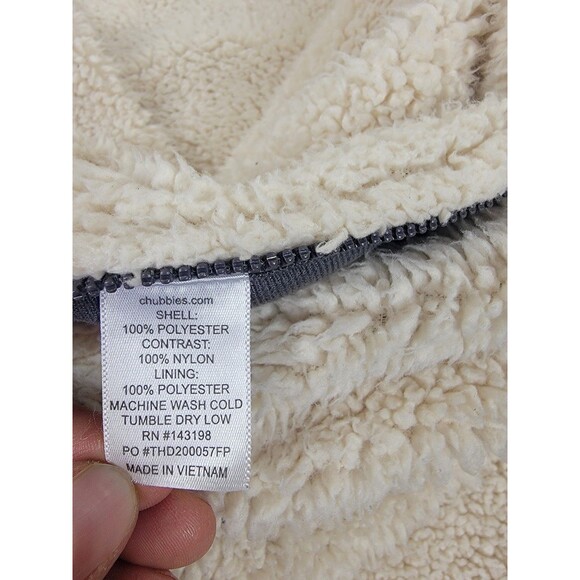 chubbies.com
SHELL:
100% POLYESTER
CONTRAST:
100% NYLON
LINING:
100% POLYESTER
MACHINE WASH COLD
TUMBLE DRY LOW
RN #143198
PO #THD200057FP
MADE IN VIETNAM